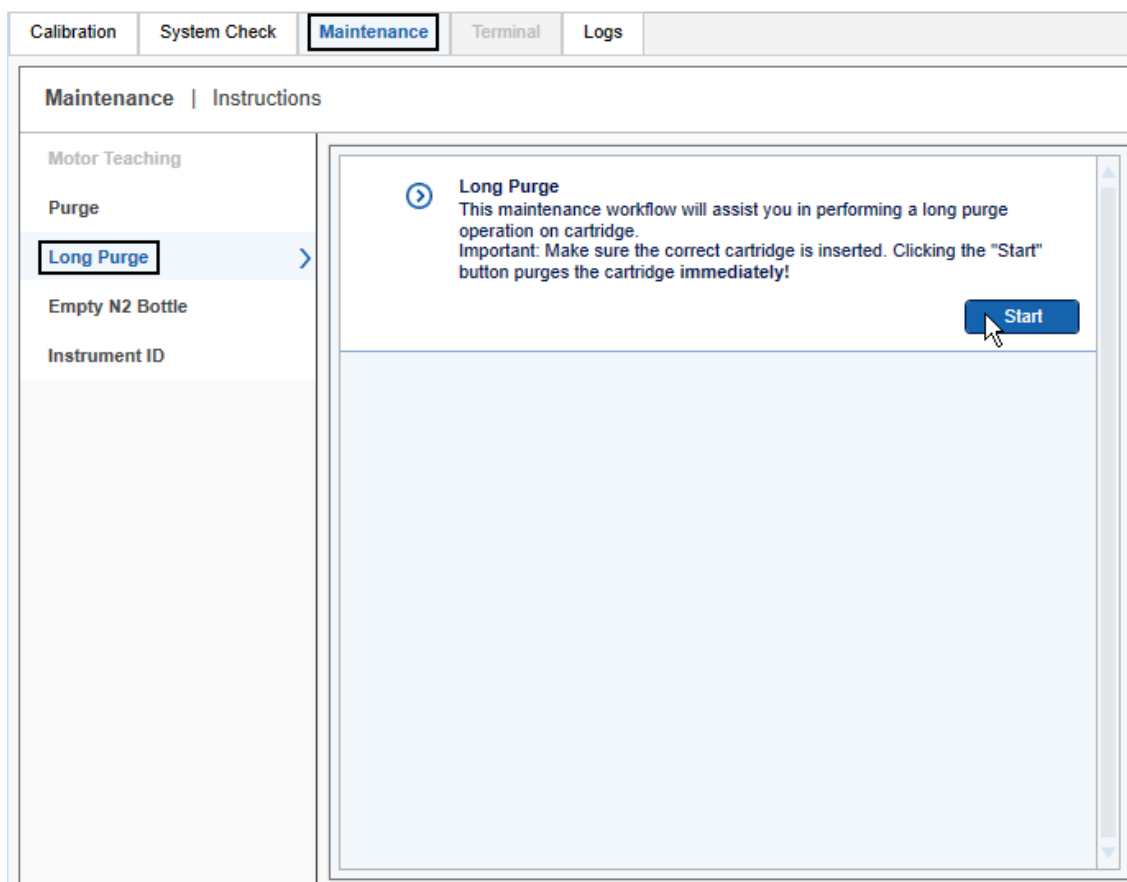 Calibration System Check Maintenance Terminal Logs
Maintenance | Instructions
Motor Teaching
Purge
Long Purge
Empty N2 Bottle
Instrument ID
Long Purge
This maintenance workflow will assist you in performing a long purge
operation on cartridge.
Important: Make sure the correct cartridge is inserted. Clicking the "Start"
button purges the cartridge immediately!
Start